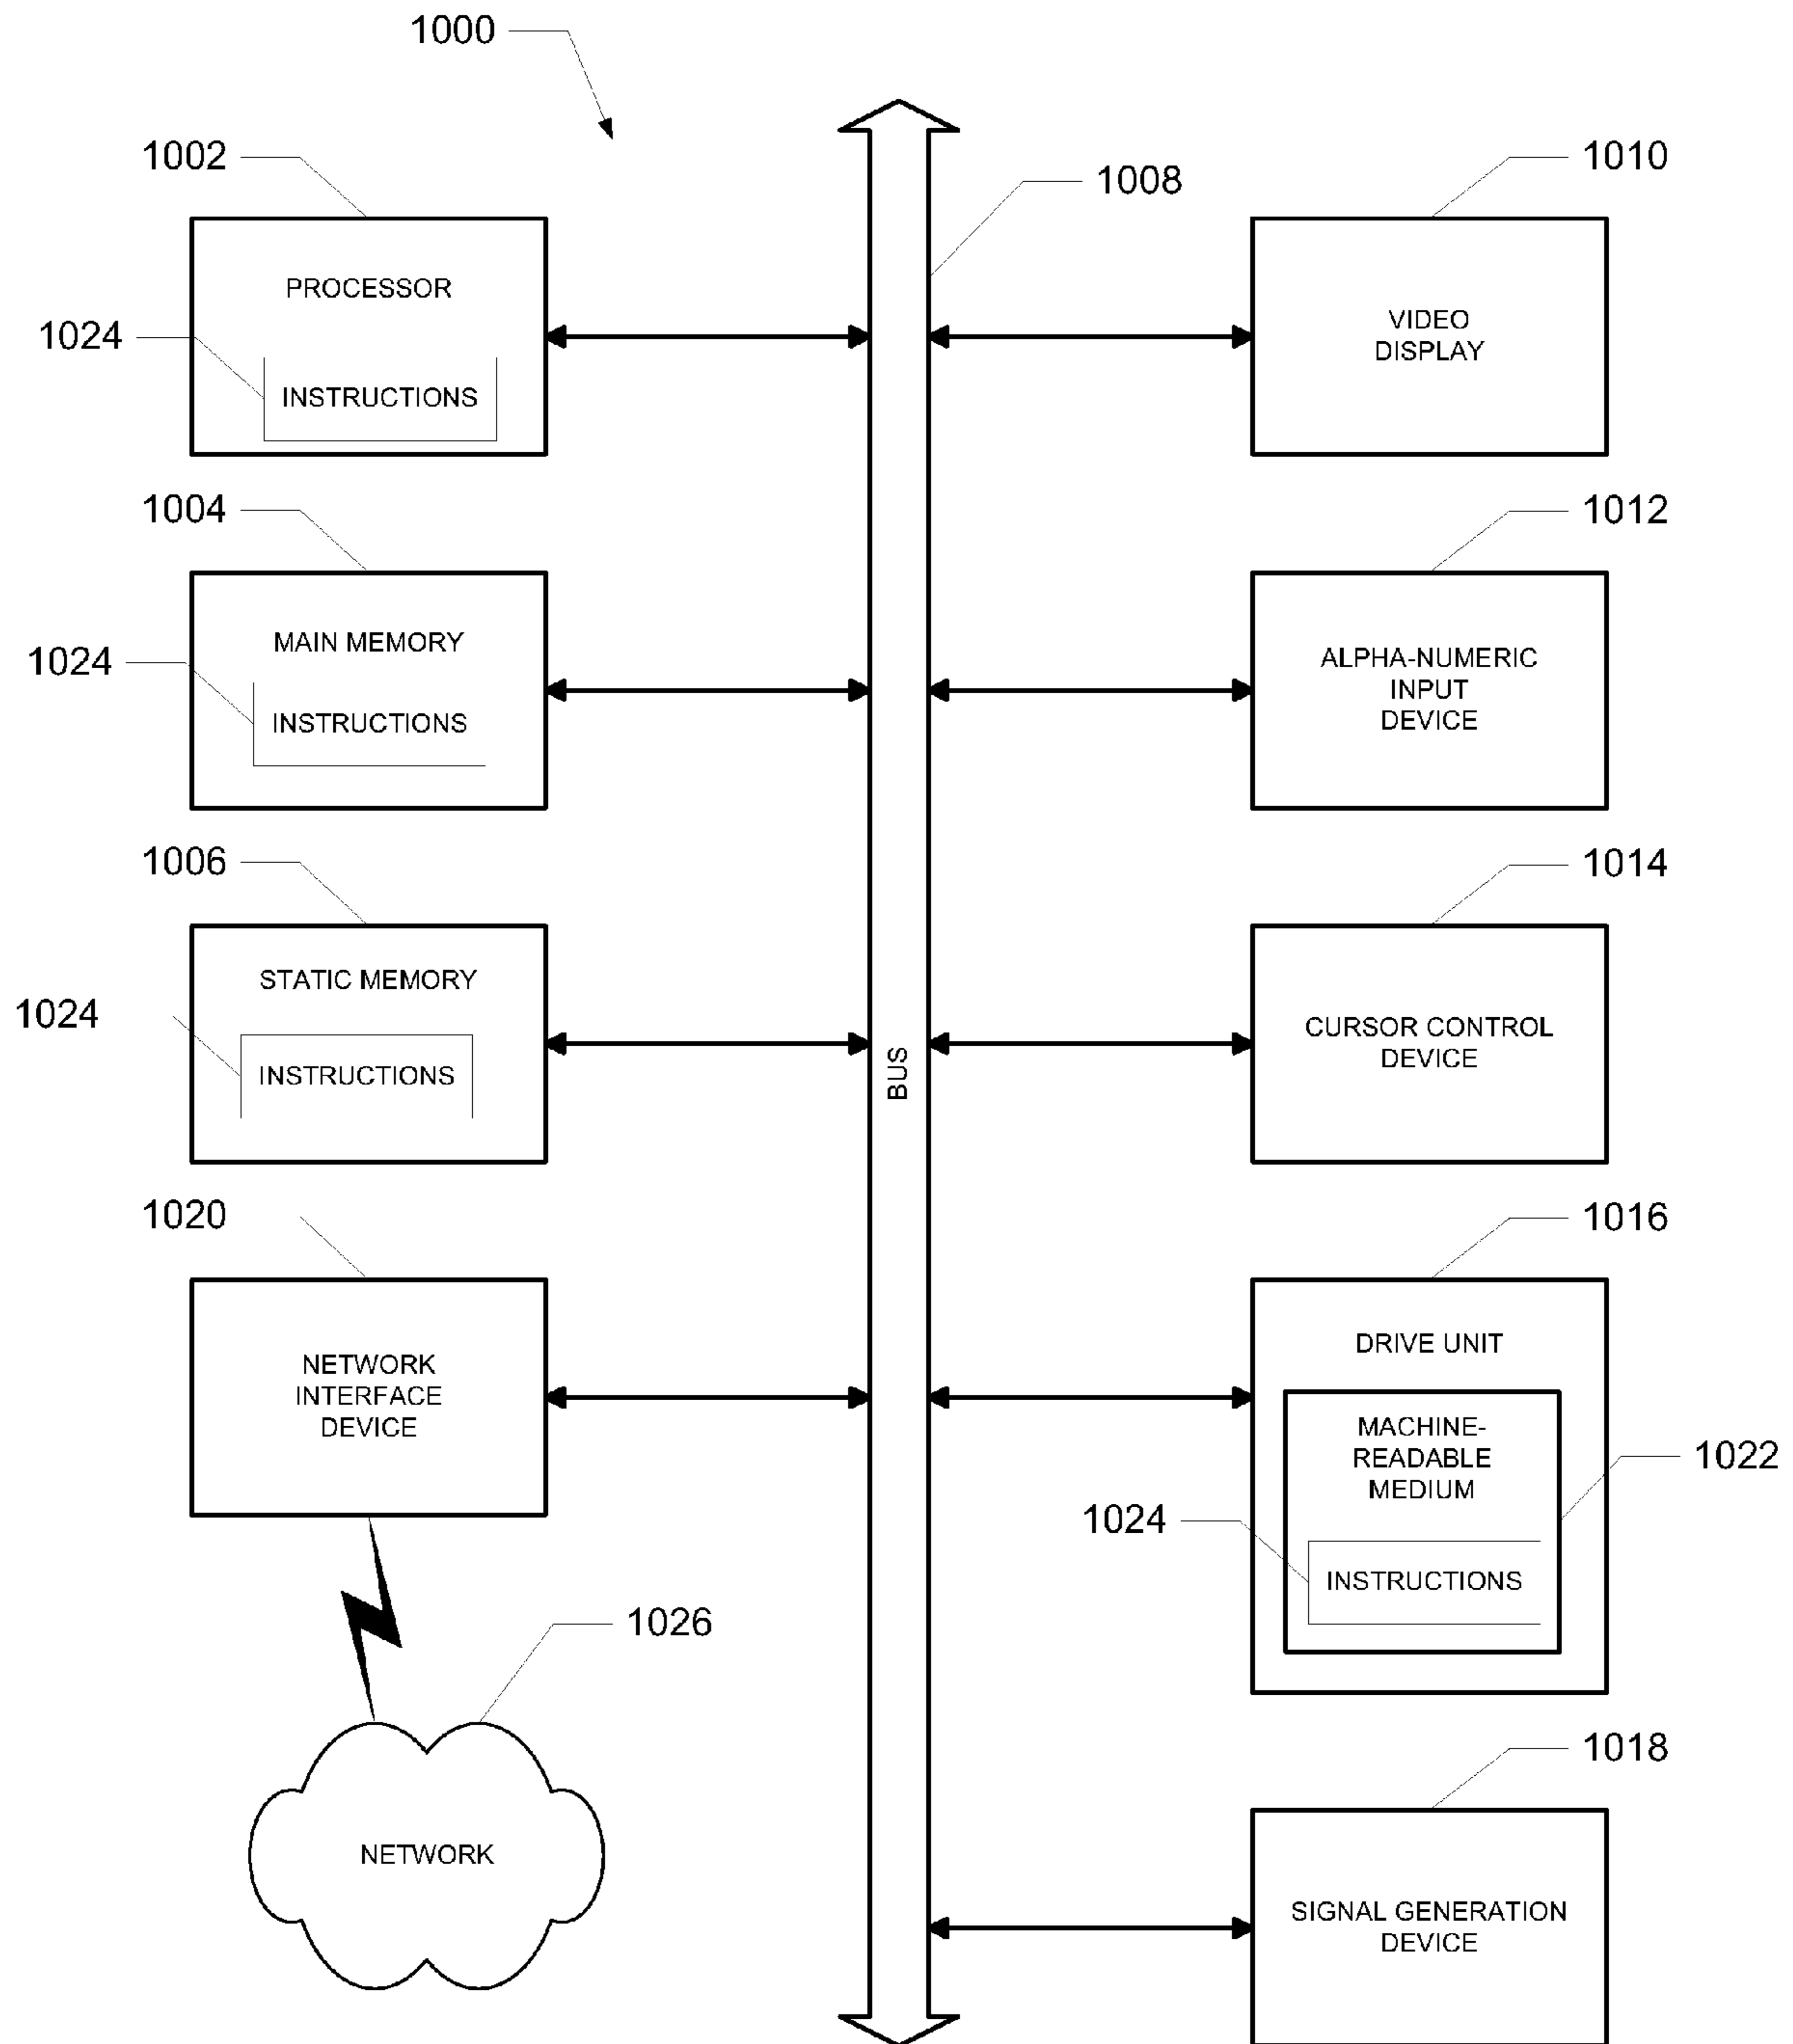 1000
1002
1008
1010
PROCESSOR
1024
INSTRUCTIONS
VIDEO
DISPLAY
1004
1012
MAIN MEMORY
1024
INSTRUCTIONS
ALPHA-NUMERIC
INPUT
DEVICE
1006
1014
STATIC MEMORY
1024
INSTRUCTIONS
BUS
CURSOR CONTROL
DEVICE
1020
1016
NETWORK
INTERFACE
DEVICE
DRIVE UNIT
MACHINE-
READABLE
MEDIUM
1022
1024
INSTRUCTIONS
1026
NETWORK
1018
SIGNAL GENERATION
DEVICE